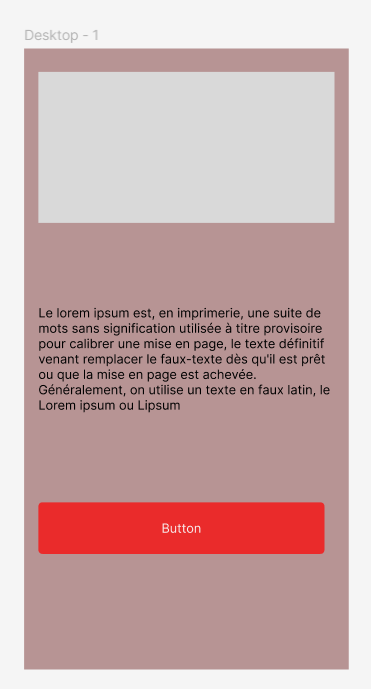 Desktop - 1
Le lorem ipsum est, en imprimerie, une suite de
mots sans signification utilisée à titre provisoire
pour calibrer une mise en page, le texte définitif
venant remplacer le faux-texte dès qu'il est prêt
ou que la mise en page est achevée.
Généralement, on utilise un texte en faux latin, le
Lorem ipsum ou Lipsum
Button